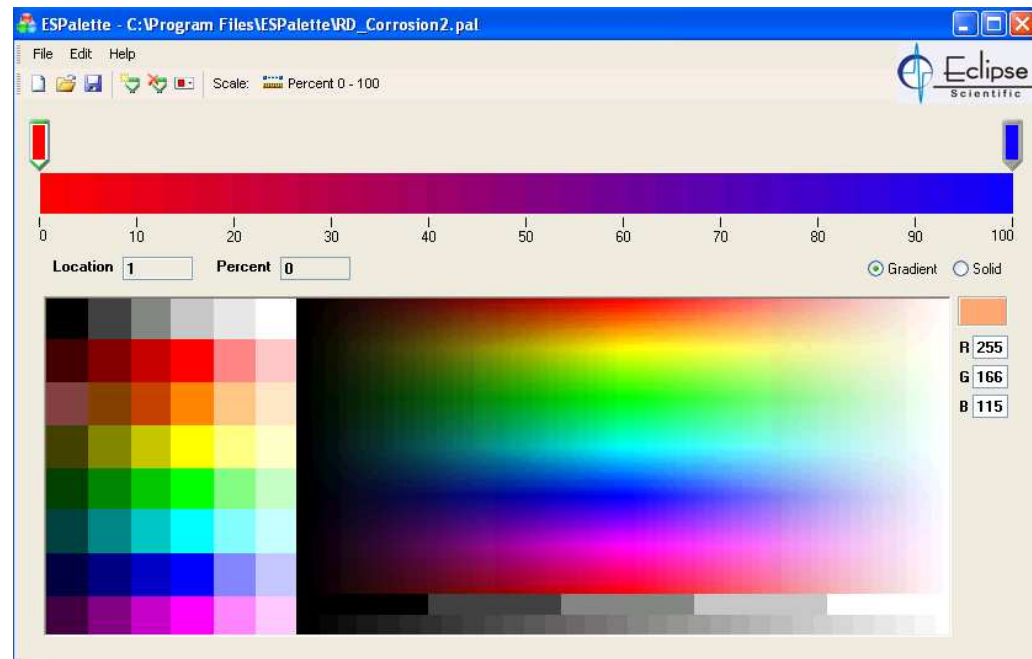 ESPalette - C:\Program Files\ESPalette\RD_Corrosion2.pal
File Edit Help
Scale: Percent 0 - 100
Eclipse
Scientific
0 10 20 30 40 50 60 70 80 90 100
Location 1 Percent 0 Gradient Solid
R 255
G 166
B 115